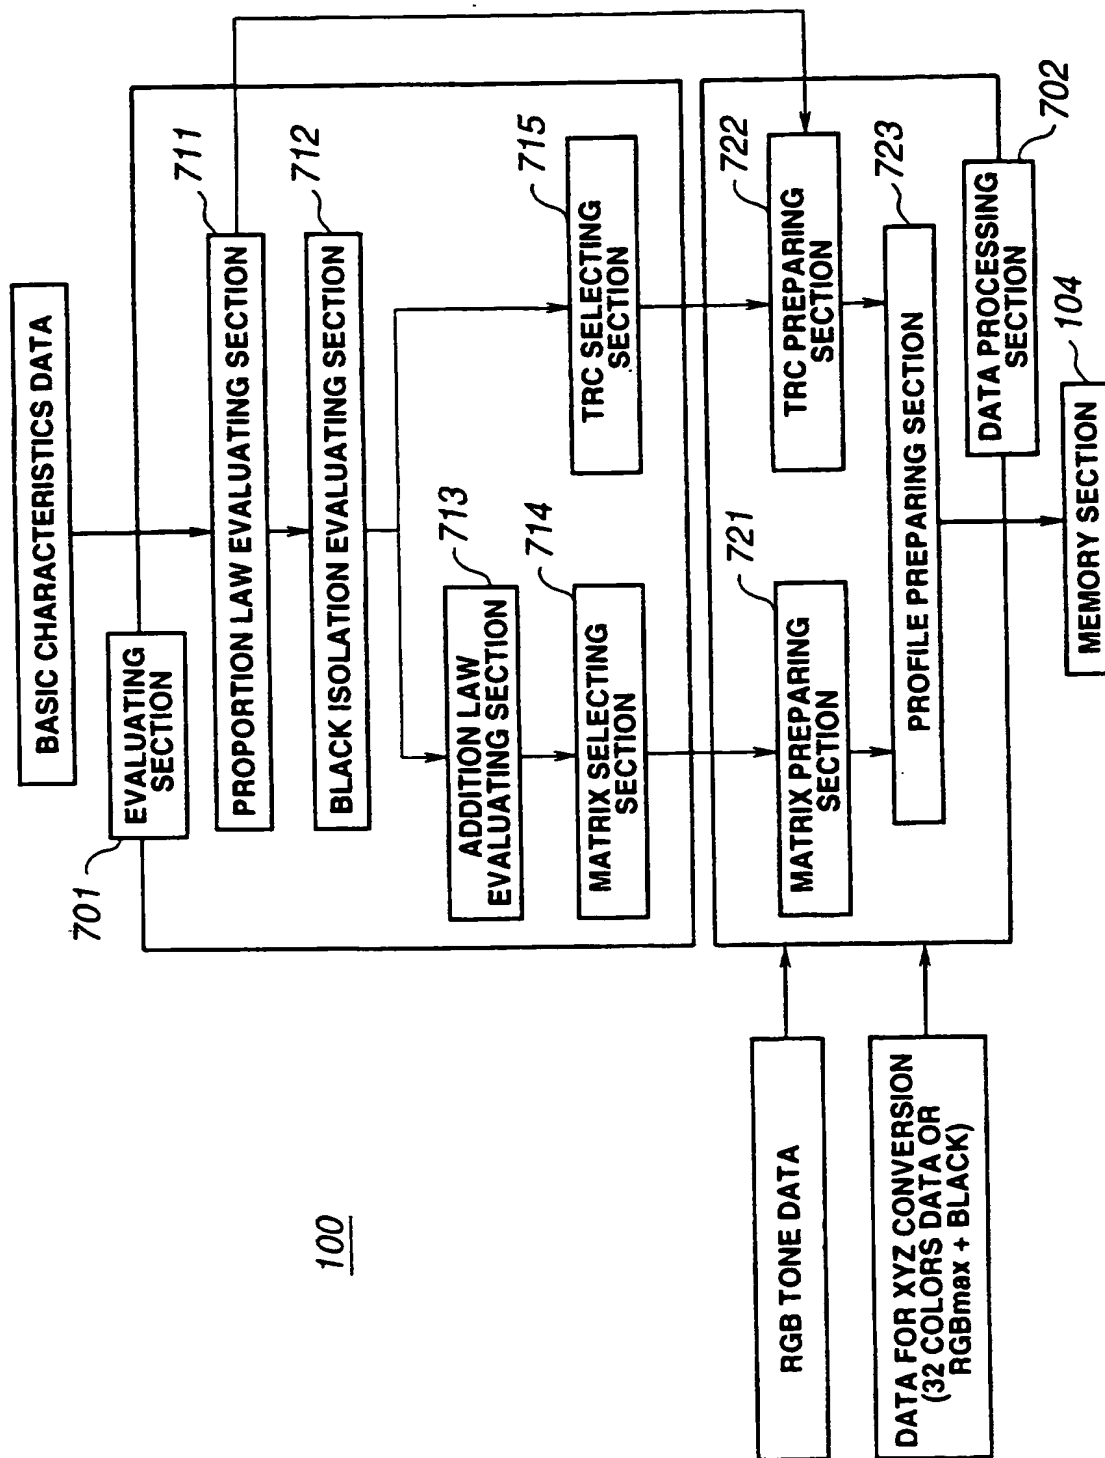 BASIC CHARACTERISTICS DATA
701
EVALUATING
SECTION
711
PROPORTION LAW EVALUATING SECTION
712
BLACK ISOLATION EVALUATING SECTION
713
ADDITION LAW
EVALUATING SECTION
714
MATRIX SELECTING
SECTION
715
TRC SELECTING
SECTION
100
RGB TONE DATA
DATA FOR XYZ CONVERSION
(32 COLORS DATA OR
RGBmax + BLACK)
721
MATRIX PREPARING
SECTION
722
TRC PREPARING
SECTION
723
PROFILE PREPARING SECTION
702
DATA PROCESSING
SECTION
104
MEMORY SECTION